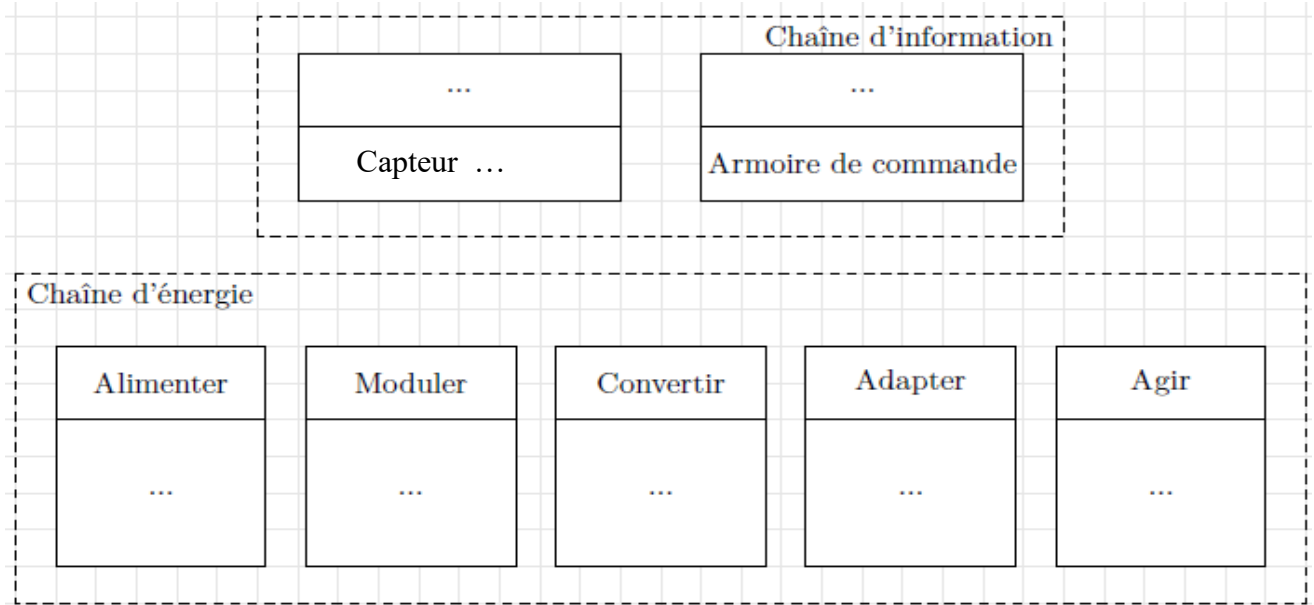 Chaîne d'information
... ...
Capteur ... Armoire de commande
Chaîne d'énergie
Alimenter Moduler Convertir Adapter Agir
... ... ... ... ...